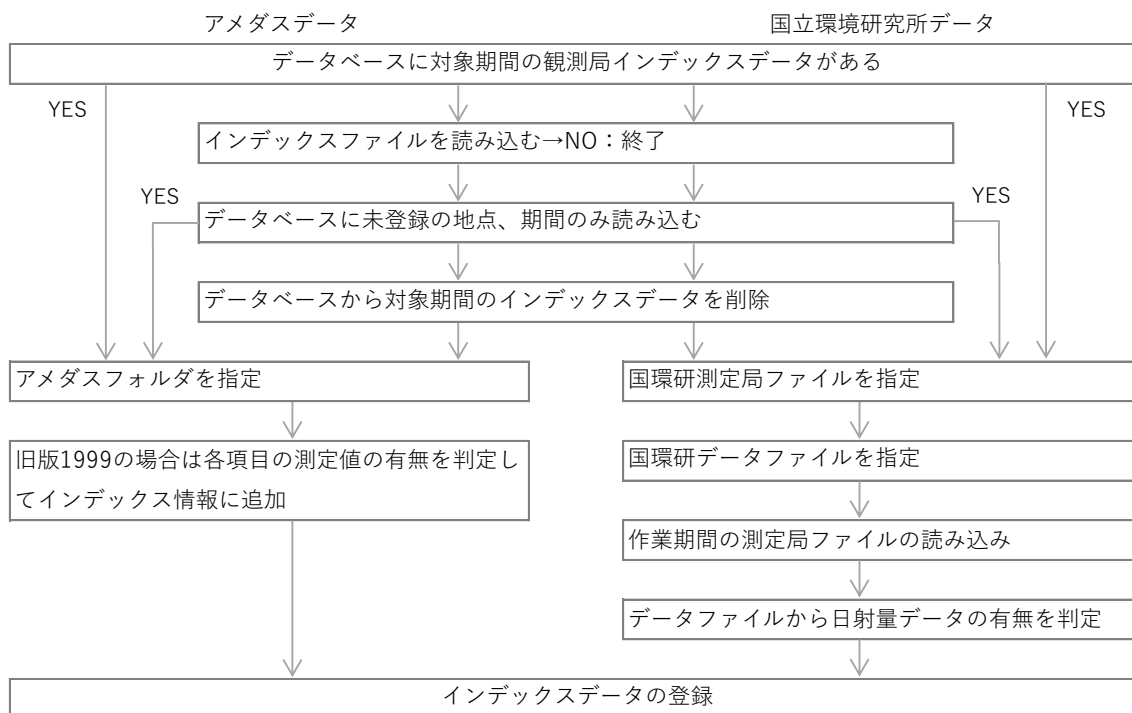 アメダスデータ
国立環境研究所データ
データベースに対象期間の観測局インデックスデータがある
YES
YES
インデックスファイルを読み込む→NO：終了
YES
YES
データベースに未登録の地点、期間のみ読み込む
データベースから対象期間のインデックスデータを削除
アメダスフォルダを指定
国環研測定局ファイルを指定
旧版1999の場合は各項目の測定値の有無を判定し
てインデックス情報に追加
国環研データファイルを指定
作業期間の測定局ファイルの読み込み
データファイルから日射量データの有無を判定
インデックスデータの登録